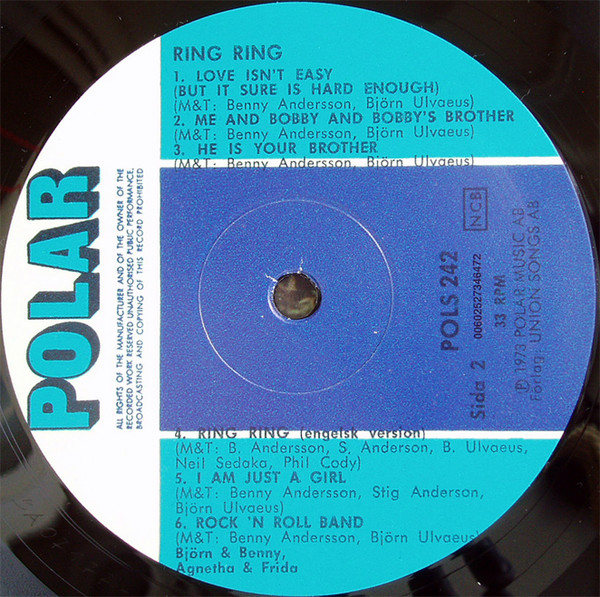 RING RING
1. LOVE ISN'T EASY
(BUT IT SURE IS HARD ENOUGH)
(M&T: Benny Andersson, Björn Ulvaeus)
2. ME AND BOBBY AND BOBBY'S BROTHER
(M&T: Benny Andersson, Björn Ulvaeus)
3. HE IS YOUR BROTHER
(M&T: Benny Andersson, Björn Ulvaeus)
POLAR
ALL RIGHTS OF THE MANUFACTURER AND OF THE OWNER OF THE
RECORDED WORK RESERVED UNAUTHORISED PUBLIC PERFORMANCE,
BROADCASTING AND COPYING OF THIS RECORD PROHIBITED
NCB
POLS 242
00602527346472
33 RPM
Sida 2
℗ 1973 POLAR MUSIC AB
Förlag: UNION SONGS AB
4. RING RING (engelsk version)
(M&T: B. Andersson, S. Anderson, B. Ulvaeus,
Neil Sedaka, Phil Cody)
5. I AM JUST A GIRL
(M&T: Benny Andersson, Stig Anderson,
Björn Ulvaeus)
6. ROCK 'N ROLL BAND
(M&T: Benny Andersson, Björn Ulvaeus)
Björn & Benny,
Agnetha & Frida